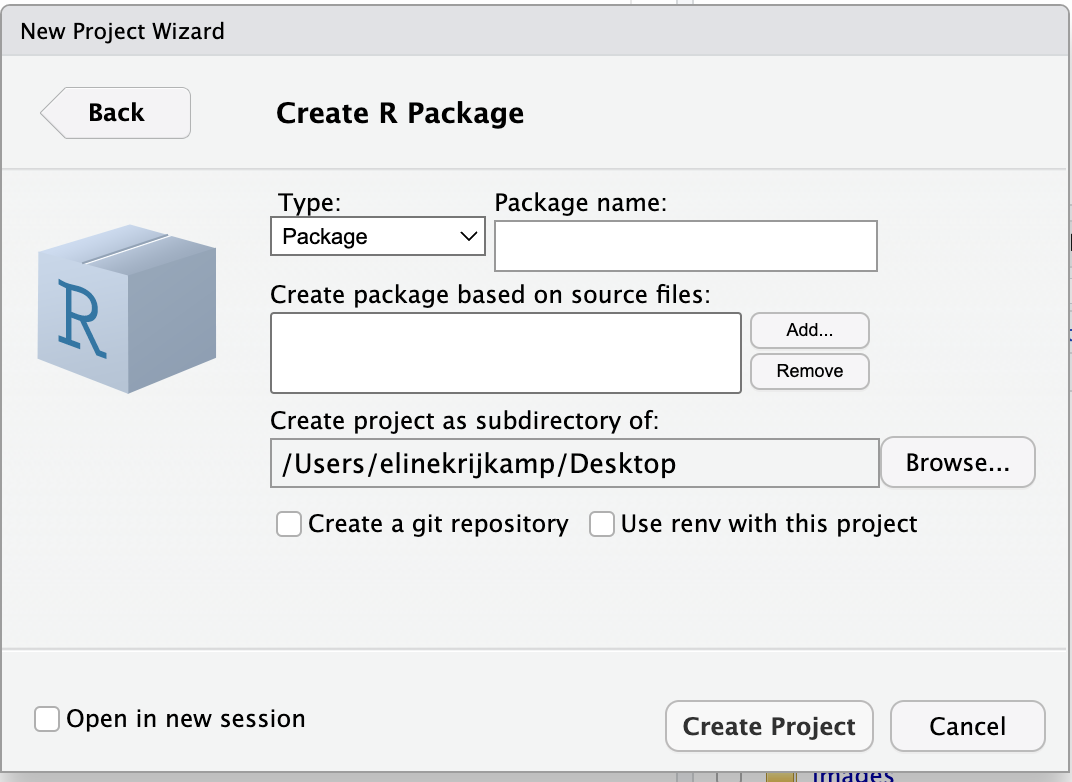 New Project Wizard
Back
Create R Package
Type: Package name:
Package
R
Create package based on source files:
Add...
Remove
Create project as subdirectory of:
/Users/elinekrijkamp/Desktop
Browse...
Create a git repository Use renv with this project
Open in new session
Create Project Cancel
images